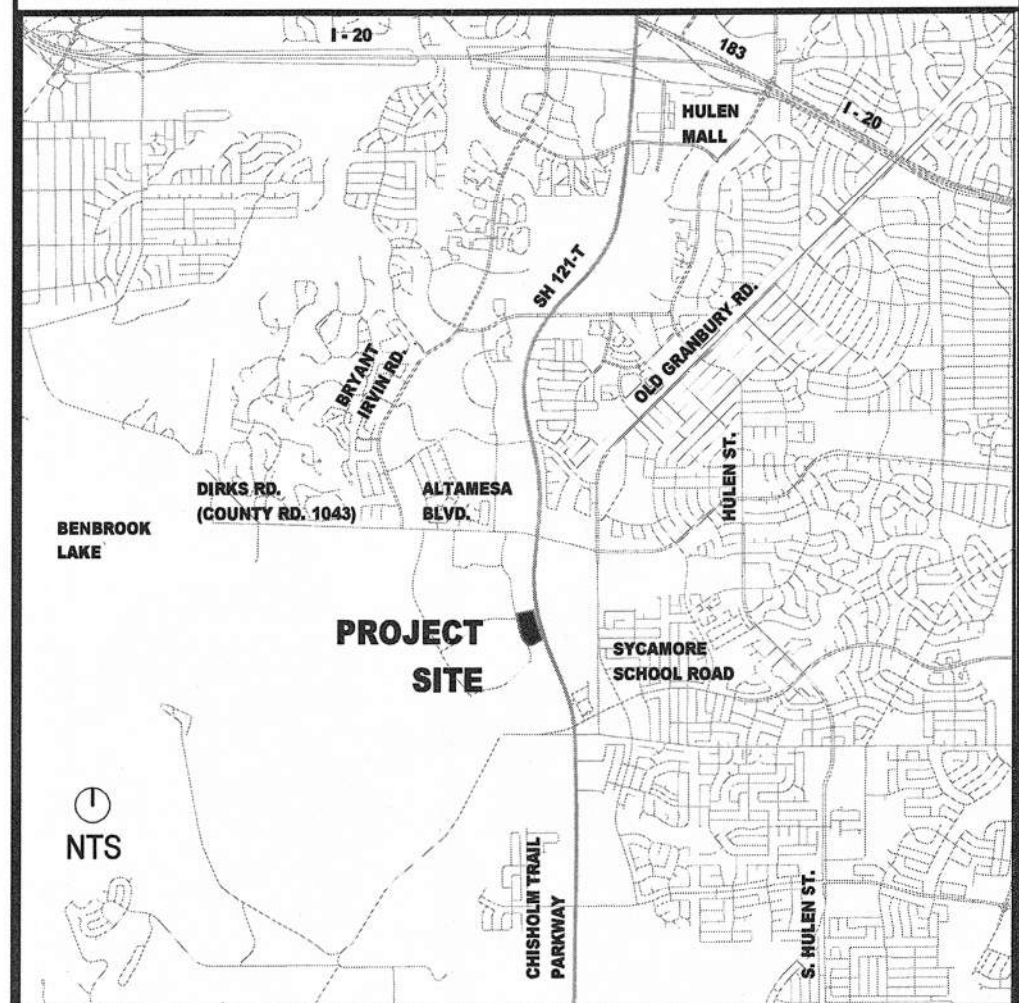 I - 20
183
HULEN
MALL
I - 20
SH 121-T
OLD GRANBURY RD.
BRYANT
IRVIN RD.
HULEN ST.
DIRKS RD.
(COUNTY RD. 1043)
ALTAMESA
BLVD.
BENBROOK
LAKE
PROJECT
SITE
SYCAMORE
SCHOOL ROAD
NTS
CHISHOLM TRAIL
PARKWAY
S. HULEN ST.